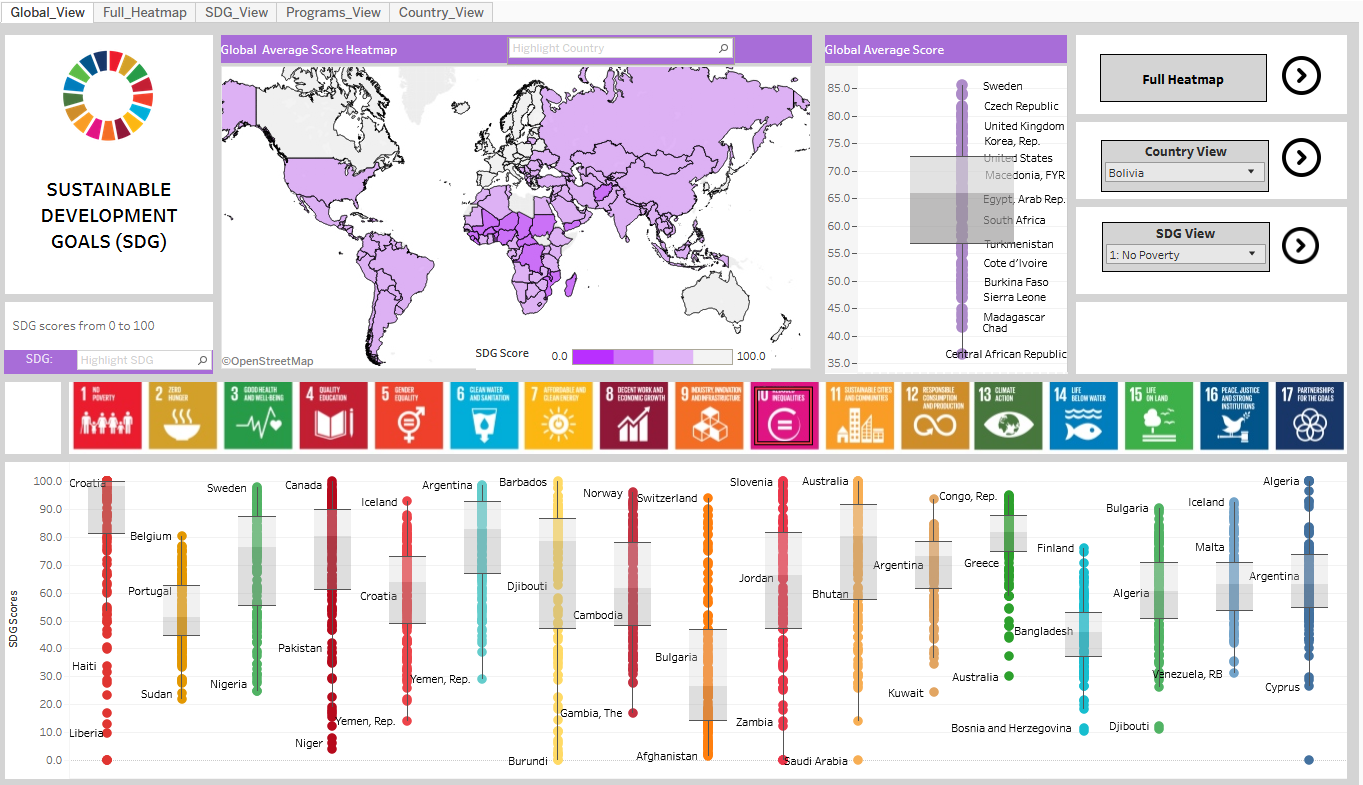 Global_View Full_Heatmap SDG_View Programs_View Country_View
SUSTAINABLE
DEVELOPMENT
GOALS (SDG)
SDG scores from 0 to 100
SDG: Highlight SDG
Global Average Score Heatmap Highlight Country
©OpenStreetMap
SDG Score 0.0 100.0
Global Average Score
85.0
80.0
75.0
70.0
65.0
60.0
55.0
50.0
45.0
40.0
35.0
Sweden
Czech Republic
United Kingdom
Korea, Rep.
United States
Macedonia, FYR
Egypt, Arab Rep.
South Africa
Turkmenistan
Cote d'Ivoire
Burkina Faso
Sierra Leone
Madagascar
Chad
Central African Republic
Full Heatmap
Country View
Bolivia
SDG View
1: No Poverty
1 NO
POVERTY
2 ZERO
HUNGER
3 GOOD HEALTH
AND WELL-BEING
4 QUALITY
EDUCATION
5 GENDER
EQUALITY
6 CLEAN WATER
AND SANITATION
7 AFFORDABLE AND
CLEAN ENERGY
8 DECENT WORK AND
ECONOMIC GROWTH
9 INDUSTRY, INNOVATION
AND INFRASTRUCTURE
10
INEQUALITIES
11 SUSTAINABLE CITIES
AND COMMUNITIES
12 RESPONSIBLE
CONSUMPTION
AND PRODUCTION
13 CLIMATE
ACTION
14 LIFE
BELOW WATER
15 LIFE
ON LAND
16 PEACE, JUSTICE
AND STRONG
INSTITUTIONS
17 PARTNERSHIPS
FOR THE GOALS
SDG Scores
100.0
90.0
80.0
70.0
60.0
50.0
40.0
30.0
20.0
10.0
0.0
Croatia
Haiti
Liberia
Belgium
Portugal
Sudan
Sweden
Nigeria
Canada
Pakistan
Niger
Iceland
Croatia
Yemen, Rep.
Argentina
Yemen, Rep.
Barbados
Djibouti
Burundi
Norway
Cambodia
Gambia, The
Switzerland
Bulgaria
Afghanistan
Slovenia
Jordan
Zambia
Australia
Bhutan
Saudi Arabia
Argentina
Kuwait
Congo, Rep.
Greece
Australia
Finland
Bangladesh
Bosnia and Herzegovina
Bulgaria
Algeria
Djibouti
Iceland
Malta
Venezuela, RB
Algeria
Argentina
Cyprus